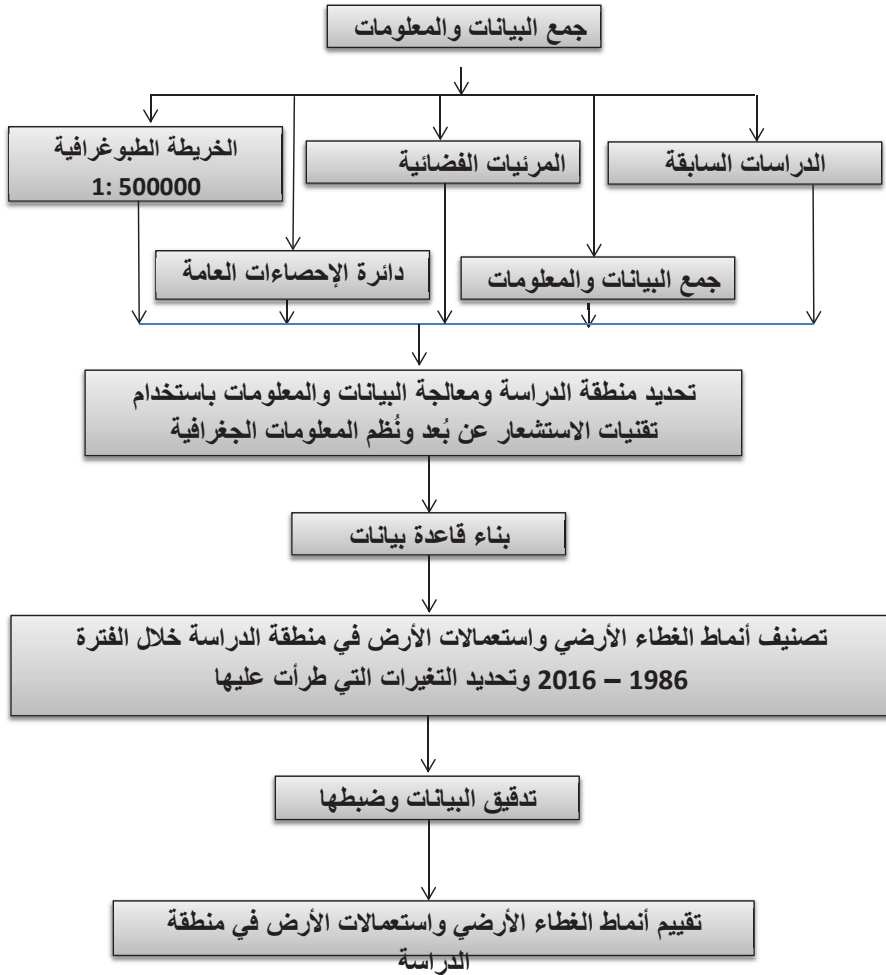 جمع البيانات والمعلومات
الدراسات السابقة
المرئيات الفضائية
الخريطة الطبوغرافية
1: 500000
جمع البيانات والمعلومات
دائرة الإحصاءات العامة
تحديد منطقة الدراسة ومعالجة البيانات والمعلومات باستخدام
تقنيات الاستشعار عن بُعد ونُظم المعلومات الجغرافية
بناء قاعدة بيانات
تصنيف أنماط الغطاء الأرضي واستعمالات الأرض في منطقة الدراسة خلال الفترة
1986 – 2016 وتحديد التغيرات التي طرأت عليها
تدقيق البيانات وضبطها
تقييم أنماط الغطاء الأرضي واستعمالات الأرض في منطقة
الدراسة